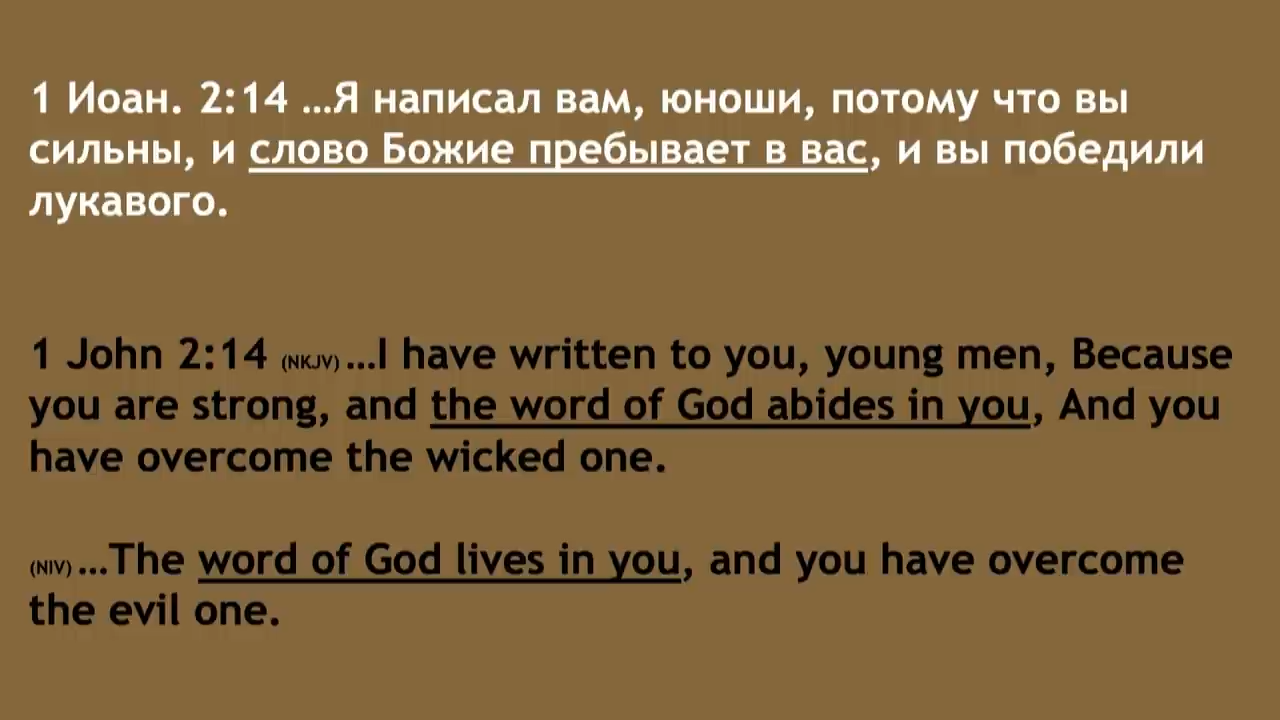 1 Иоан. 2:14 ...Я написал вам, юноши, потому что вы
сильны, и слово Божие пребывает в вас, и вы победили
лукавого.
1 John 2:14 (NKJV) ...I have written to you, young men, Because
you are strong, and the word of God abides in you, And you
have overcome the wicked one.
(NIV) ...The word of God lives in you, and you have overcome
the evil one.